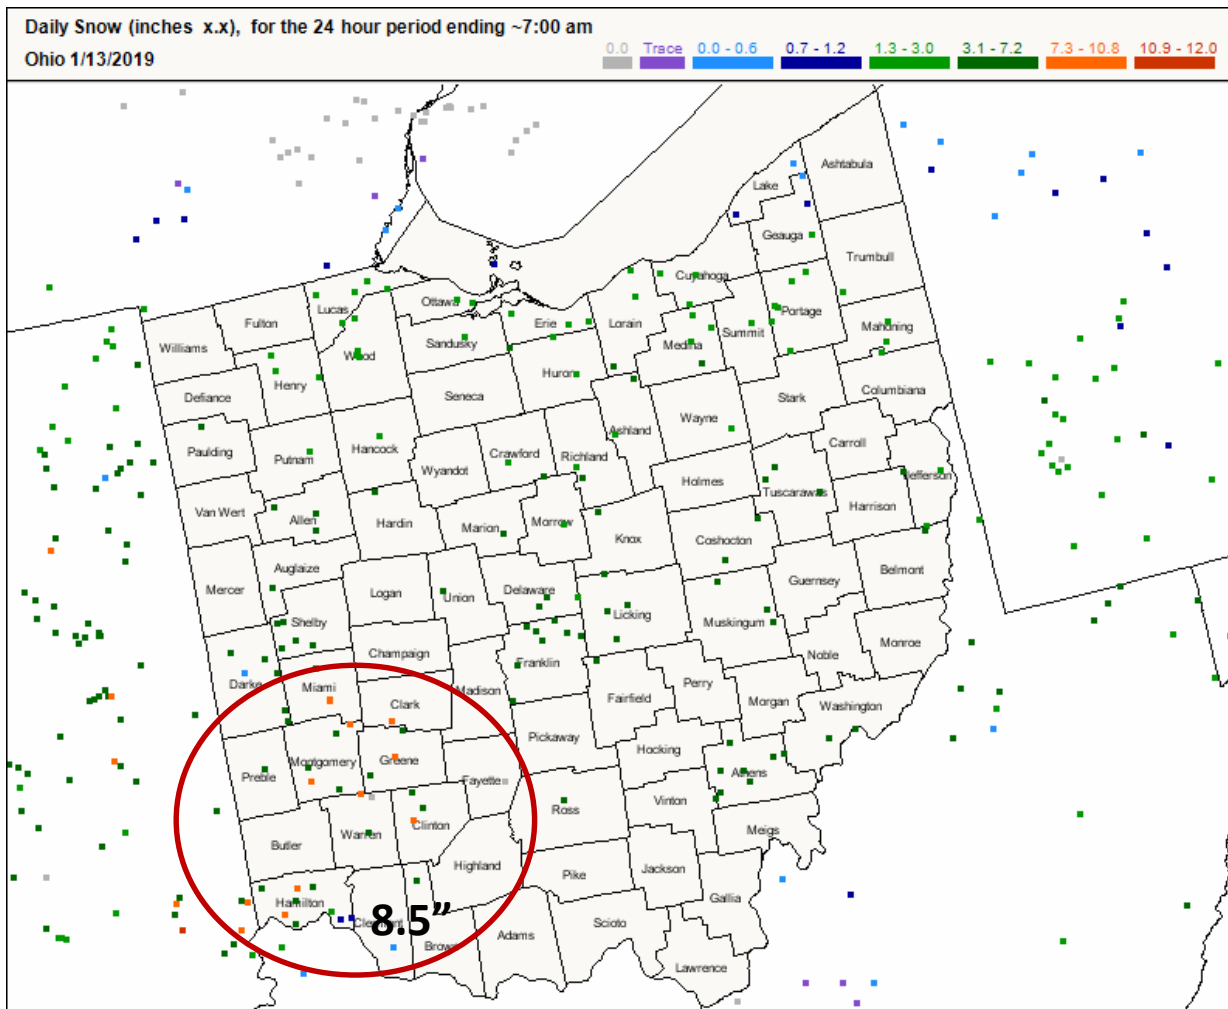 Daily Snow (inches x.x), for the 24 hour period ending ~7:00 am
Ohio 1/13/2019
0.0 Trace 0.0 - 0.6 0.7 - 1.2 1.3 - 3.0 3.1 - 7.2 7.3 - 10.8 10.9 - 12.0
Ashtabula
Lake
Geauga
Trumbull
Cuyahoga
Ottawa
Lucas
Portage
Fulton
Erie
Lorain
Mahoning
Summit
Williams
Sandusky
Medina
Wood
Huron
Henry
Columbiana
Defiance
Seneca
Stark
Wayne
Ashland
Carroll
Hancock
Paulding
Crawford
Richland
Putnam
Wyandot
Jefferson
Holmes
Tuscarawas
Harrison
Van Wert
Allen
Hardin
Marion
Morrow
Knox
Coshocton
Auglaize
Belmont
Guernsey
Mercer
Logan
Delaware
Union
Licking
Shelby
Muskingum
Monroe
Champaign
Noble
Franklin
Darke
Miami
Madison
Perry
Fairfield
Clark
Morgan
Washington
Pickaway
Hocking
Montgomery
Greene
Preble
Fayette
Athens
Vinton
Ross
Clinton
Warren
Meigs
Butler
Highland
Jackson
Pike
Gallia
Hamilton
Clermont
8.5”
Scioto
Adams
Brown
Lawrence